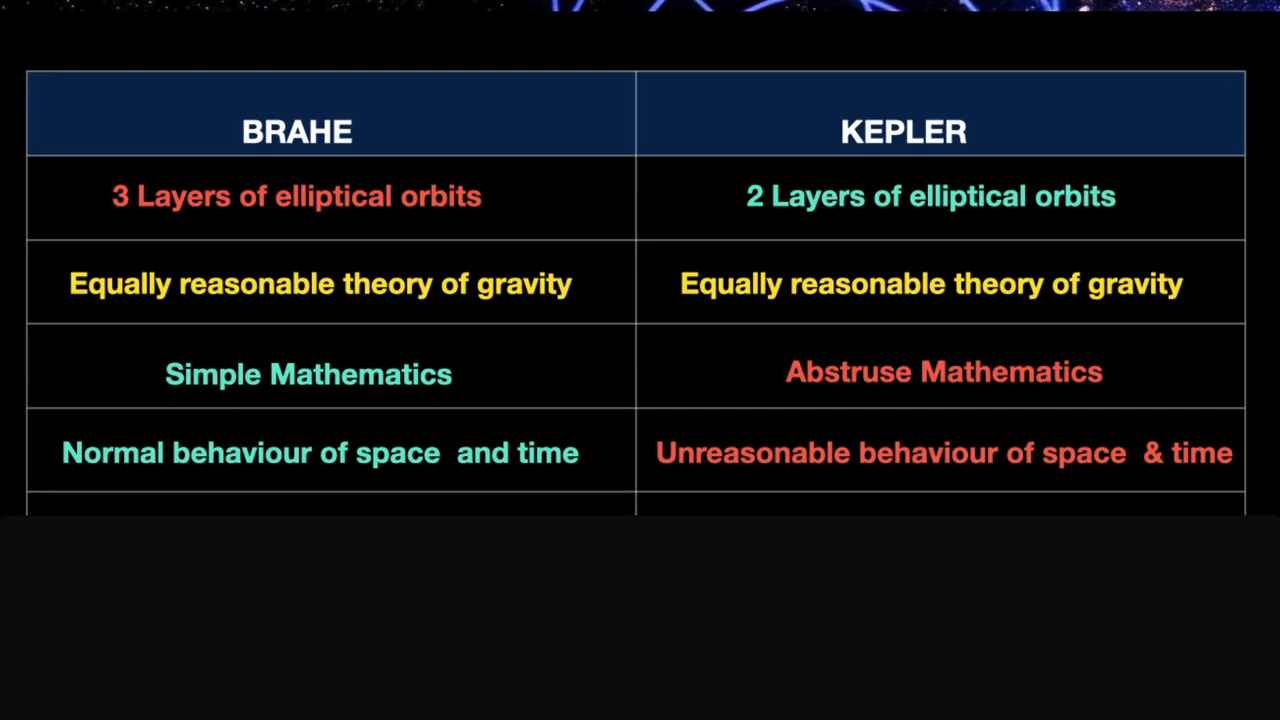 BRAHE
KEPLER
3 Layers of elliptical orbits
2 Layers of elliptical orbits
Equally reasonable theory of gravity
Equally reasonable theory of gravity
Simple Mathematics
Abstruse Mathematics
Normal behaviour of space  and time
Unreasonable behaviour of space  & time